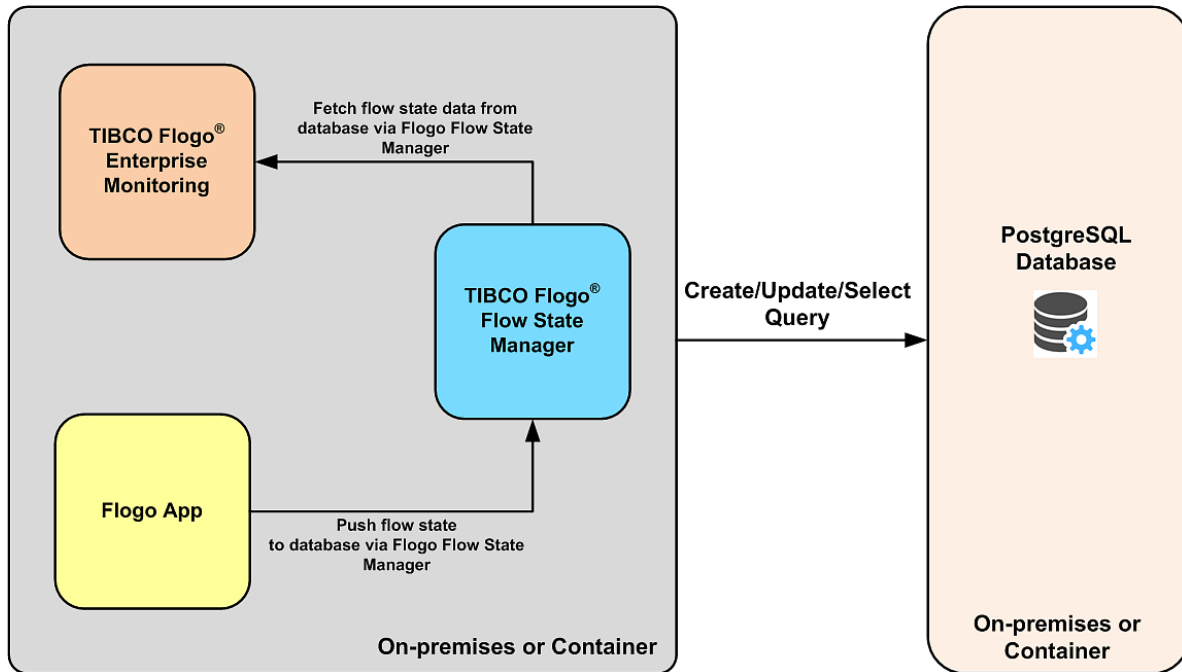 Fetch flow state data from
database via Flogo Flow State
Manager
TIBCO Flogo®
Enterprise
Monitoring
TIBCO Flogo®
Flow State
Manager
Flogo App
Push flow state
to database via Flogo Flow State
Manager
On-premises or Container
Create/Update/Select
Query
PostgreSQL
Database
On-premises or
Container